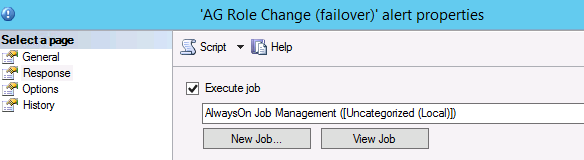 'AG Role Change (failover)' alert properties
Select a page
General
Response
Options
History
Script
Help
Execute job
AlwaysOn Job Management ([Uncategorized (Local)])
New Job...
View Job